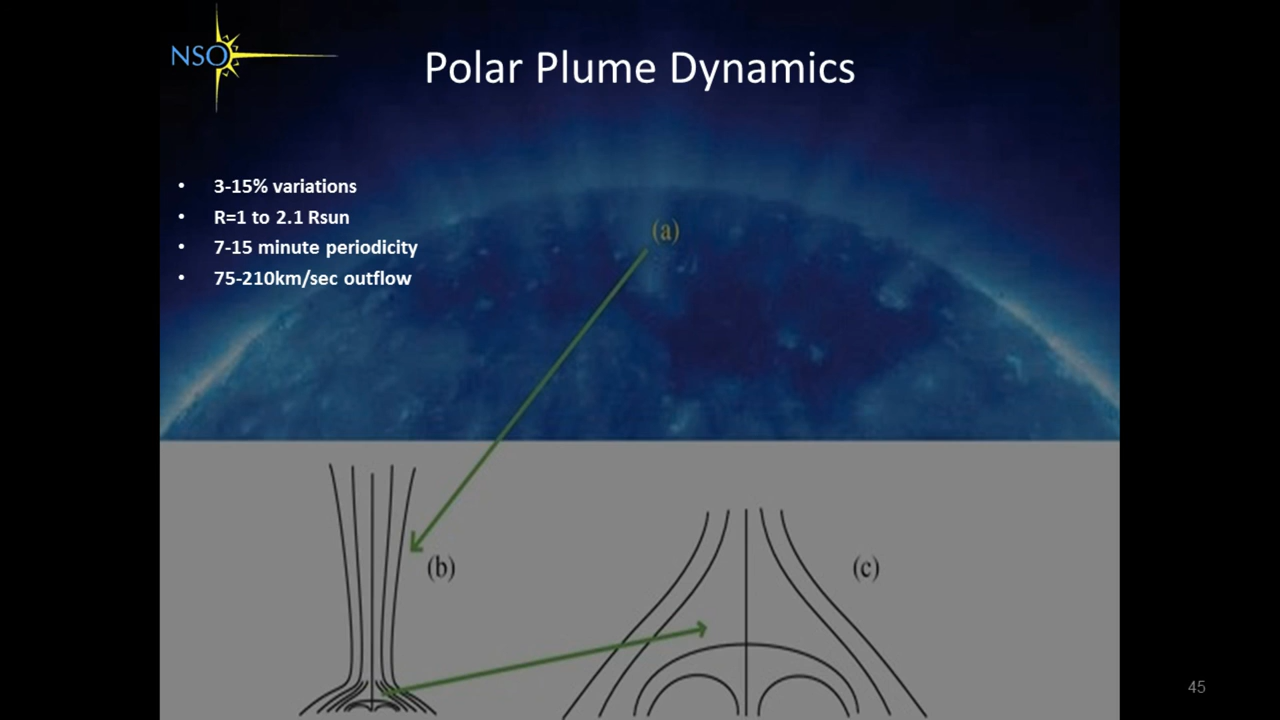 NSO
Polar Plume Dynamics
• 3-15% variations
• R=1 to 2.1 Rsun
• 7-15 minute periodicity
• 75-210km/sec outflow
(a)
(b)
(c)
45